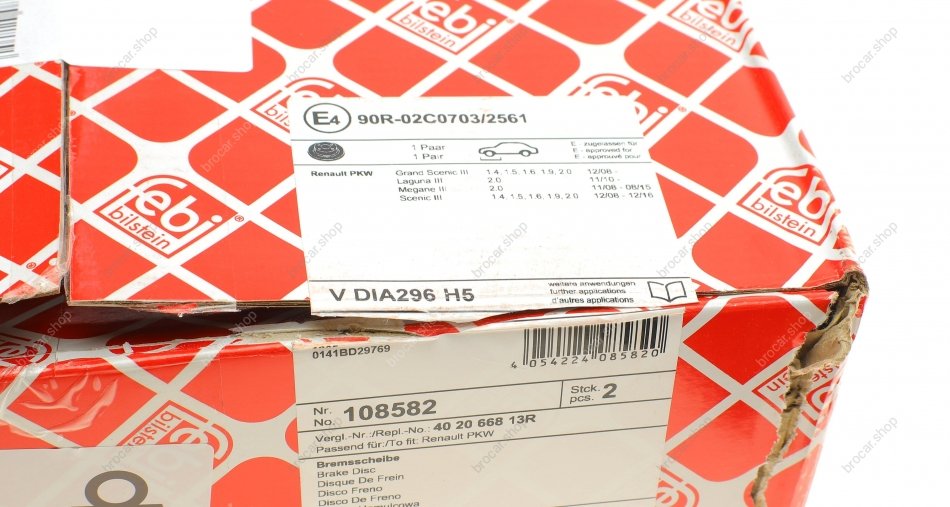 febi
bilstein
E4 90R-02C0703/2561
1 Paar
1 Pair
E - zugelassen für
E - approved for
E - approuvé pour
Renault PKW Grand Scenic III 1.4, 1.5, 1.6, 1.9, 2.0 12/08 -
Laguna III 2.0 11/10 -
Megane III 2.0 11/08 - 08/15
Scenic III 1.4, 1.5, 1.6, 1.9, 2.0 12/08 - 12/16
V DIA296 H5
weitere anwendungen
further applications
d'autres applications
febi
bilstein
febi
bilstein
0141BD29769
4 054224 085820
Nr.
No. 108582
Stck.
pcs. 2
Vergl.-Nr.:/Repl.-No.: 40 20 668 13R
Passend für:/To fit: Renault PKW
Bremsscheibe
Brake Disc
Disque De Frein
Disco Freno
Disco De Freno
brocar.shop